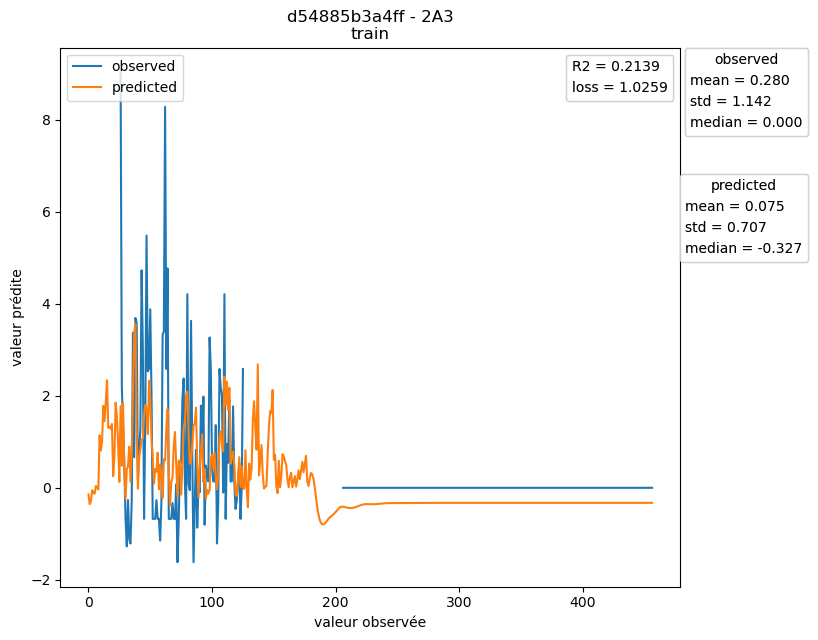 d54885b3a4ff - 2A3
train
observed
predicted
R2 = 0.2139
loss = 1.0259
observed
mean = 0.280
std = 1.142
median = 0.000
predicted
mean = 0.075
std = 0.707
median = -0.327
valeur prédite
8
6
4
2
0
−2
0 100 200 300 400
valeur observée